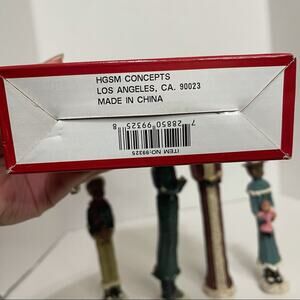 HGSM CONCEPTS
LOS ANGELES, CA. 90023
MADE IN CHINA
7 28850 99325 8
ITEM NO:99325